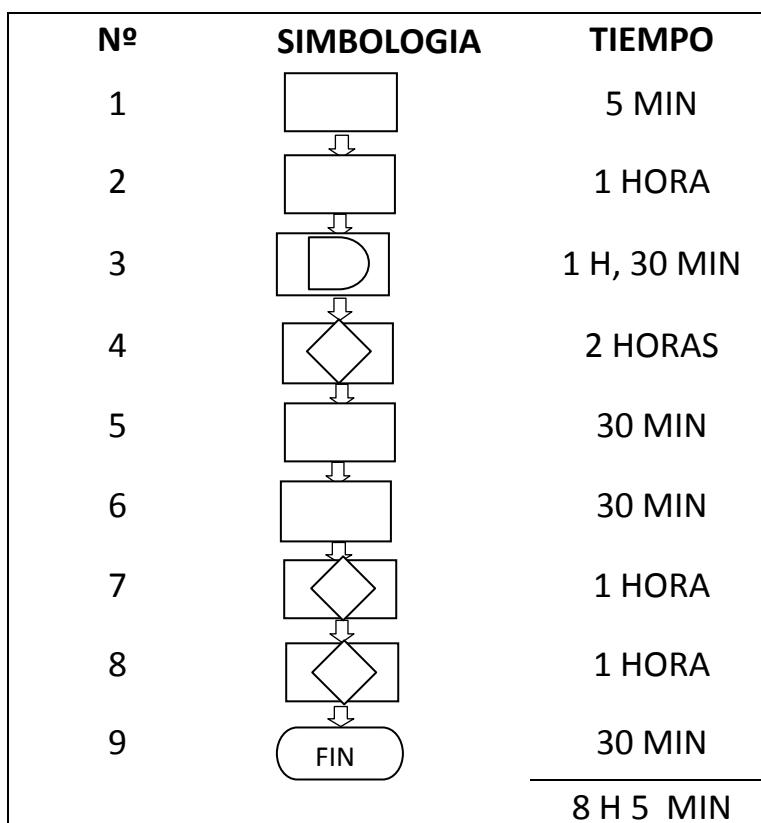 Nº SIMBOLOGIA TIEMPO
1 5 MIN
2 1 HORA
3 1 H, 30 MIN
4 2 HORAS
5 30 MIN
6 30 MIN
7 1 HORA
8 1 HORA
9 FIN 30 MIN
8 H 5 MIN